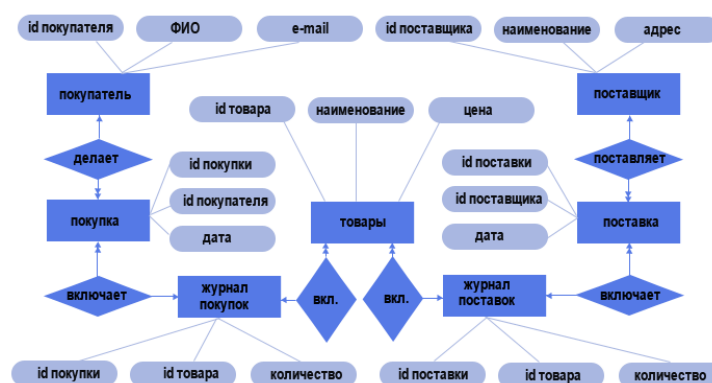 id покупателя
ФИО
e-mail
id поставщика
наименование
адрес
покупатель
поставщик
id товара
наименование
цена
делает
поставляет
id покупки
id поставки
id покупателя
id поставщика
покупка
товары
поставка
дата
дата
включает
журнал
покупок
вкл.
вкл.
журнал
поставок
включает
id покупки
id товара
количество
id поставки
id товара
количество